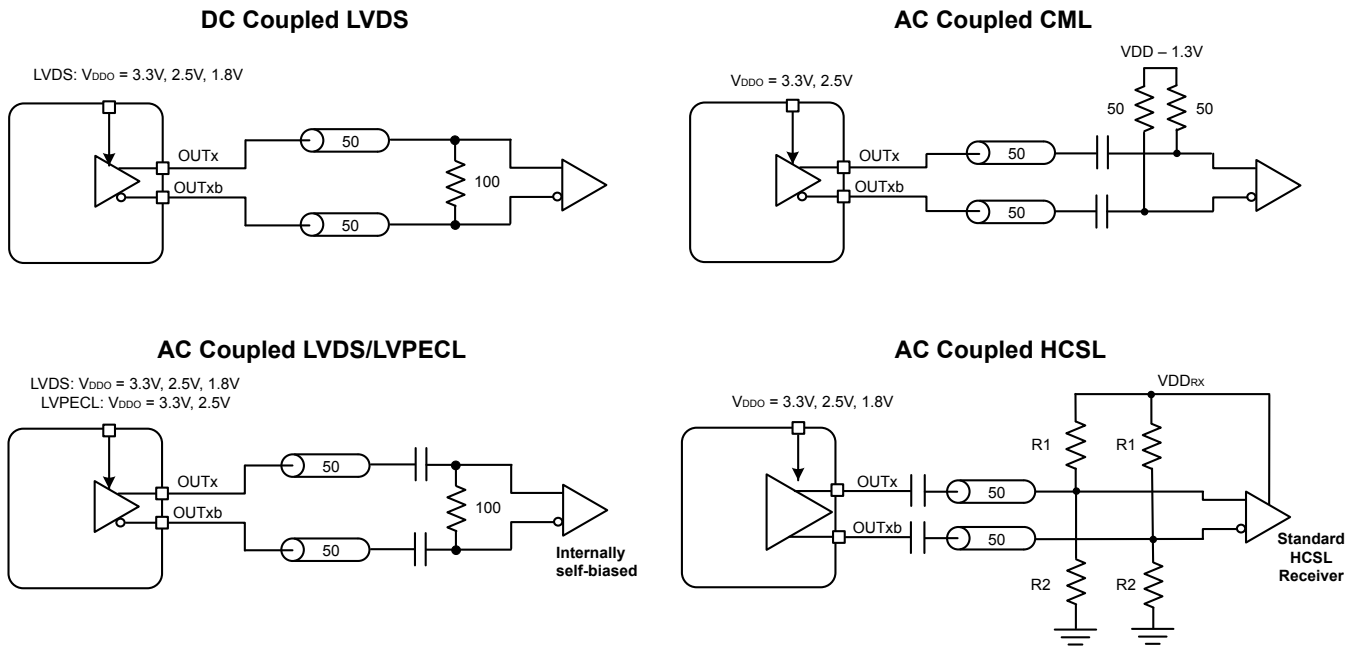 DC Coupled LVDS
LVDS: VDDO = 3.3V, 2.5V, 1.8V
OUTx
OUTxb
50
50
100
AC Coupled CML
VDD – 1.3V
VDDO = 3.3V, 2.5V
50
50
OUTx
OUTxb
50
50
AC Coupled LVDS/LVPECL
LVDS: VDDO = 3.3V, 2.5V, 1.8V
LVPECL: VDDO = 3.3V, 2.5V
OUTx
OUTxb
50
50
100
Internally
self-biased
AC Coupled HCSL
VDDRX
VDDO = 3.3V, 2.5V, 1.8V
R1
R1
OUTx
OUTxb
50
50
R2
R2
Standard
HCSL
Receiver